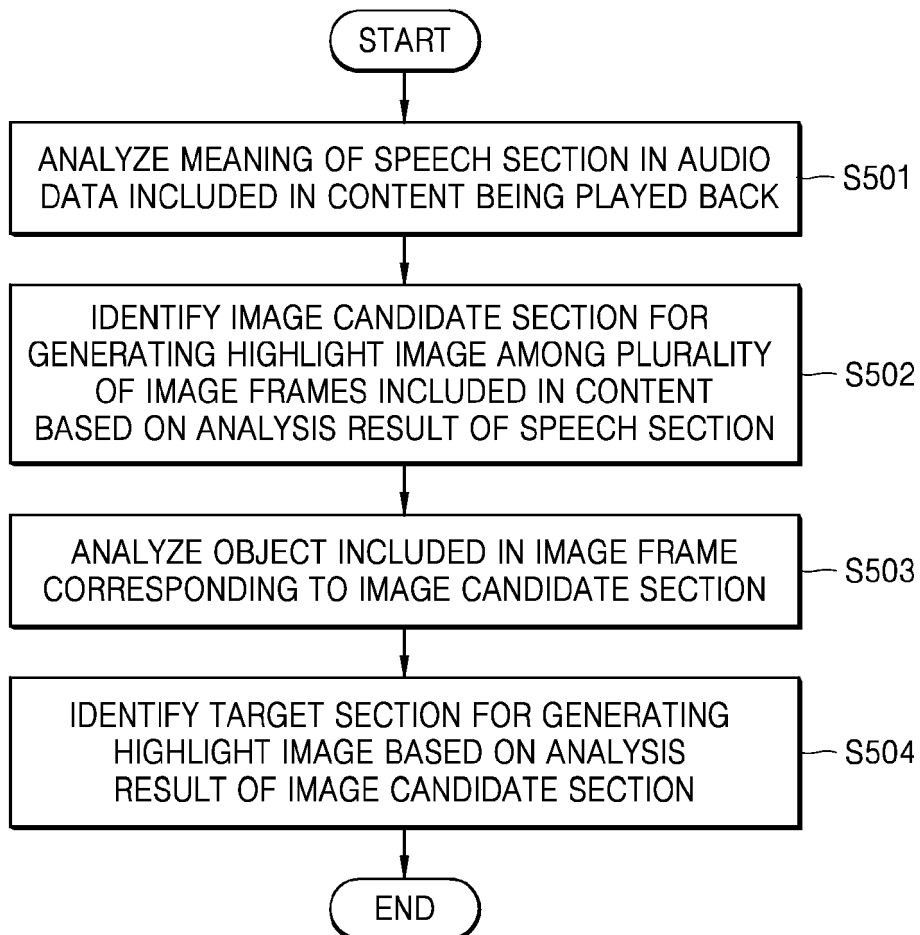 START
ANALYZE MEANING OF SPEECH SECTION IN AUDIO
DATA INCLUDED IN CONTENT BEING PLAYED BACK
S501
IDENTIFY IMAGE CANDIDATE SECTION FOR
GENERATING HIGHLIGHT IMAGE AMONG PLURALITY
OF IMAGE FRAMES INCLUDED IN CONTENT
BASED ON ANALYSIS RESULT OF SPEECH SECTION
S502
ANALYZE OBJECT INCLUDED IN IMAGE FRAME
CORRESPONDING TO IMAGE CANDIDATE SECTION
S503
IDENTIFY TARGET SECTION FOR GENERATING
HIGHLIGHT IMAGE BASED ON ANALYSIS
RESULT OF IMAGE CANDIDATE SECTION
S504
END